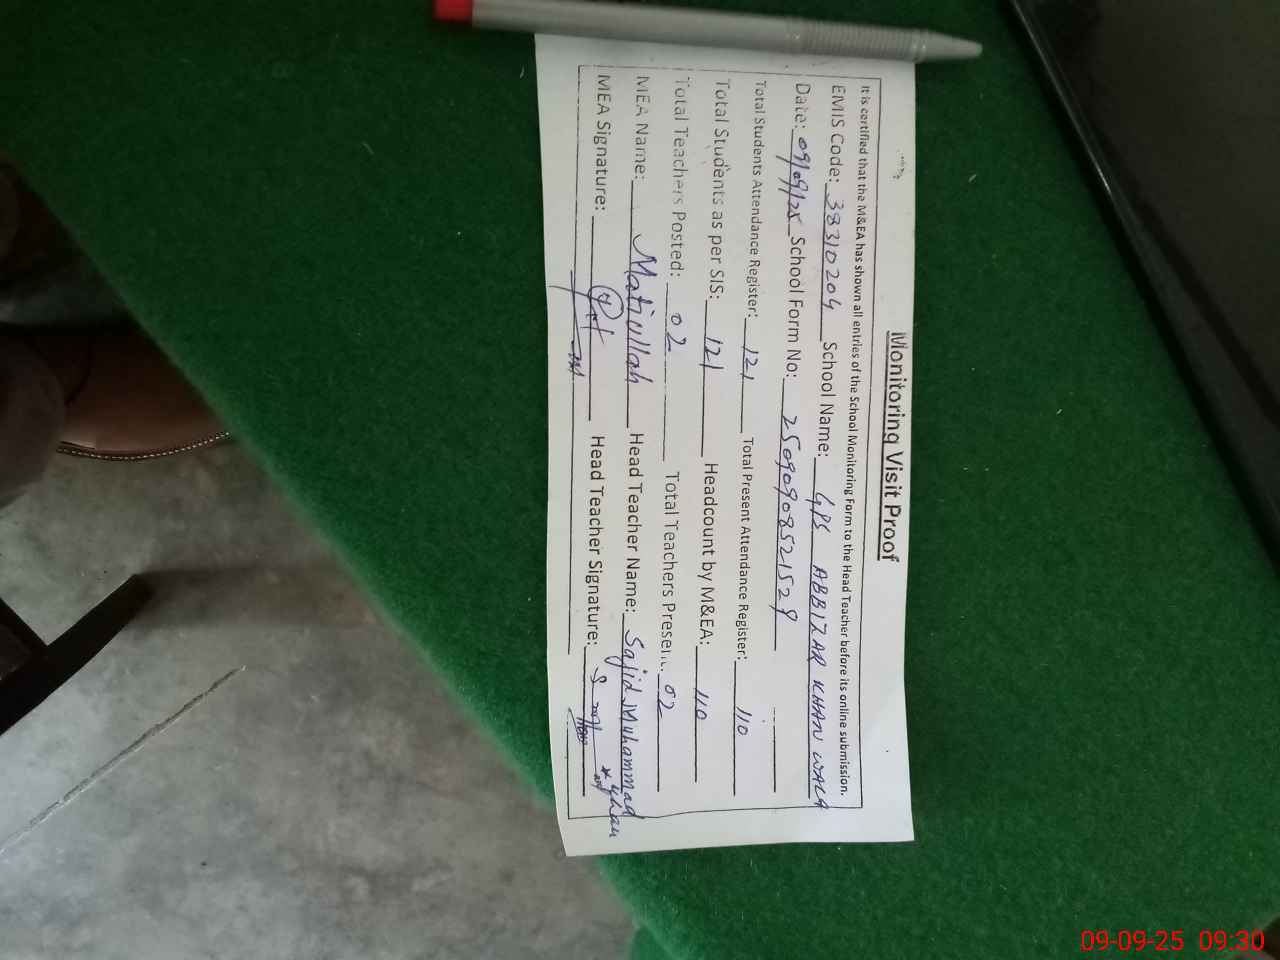 Monitoring Visit Proof
It is certified that the M&EA has shown all entries of the School Monitoring Form to the Head Teacher before its online submission.
EMIS Code: 38310204 School Name: GPS ABBIZAR KHAN WALA
Date: 09/09/25 School Form No: 25090908521529
Total Students Attendance Register: 121 Total Present Attendance Register: 110
Total Students as per SIS: 121 Headcount by M&EA: 110
Total Teachers Posted: 02 Total Teachers Present: 02
MEA Name: Matiullah Head Teacher Name: Sajid Muhammad Khan
MEA Signature: Head Teacher Signature:
09-09-25 09:30